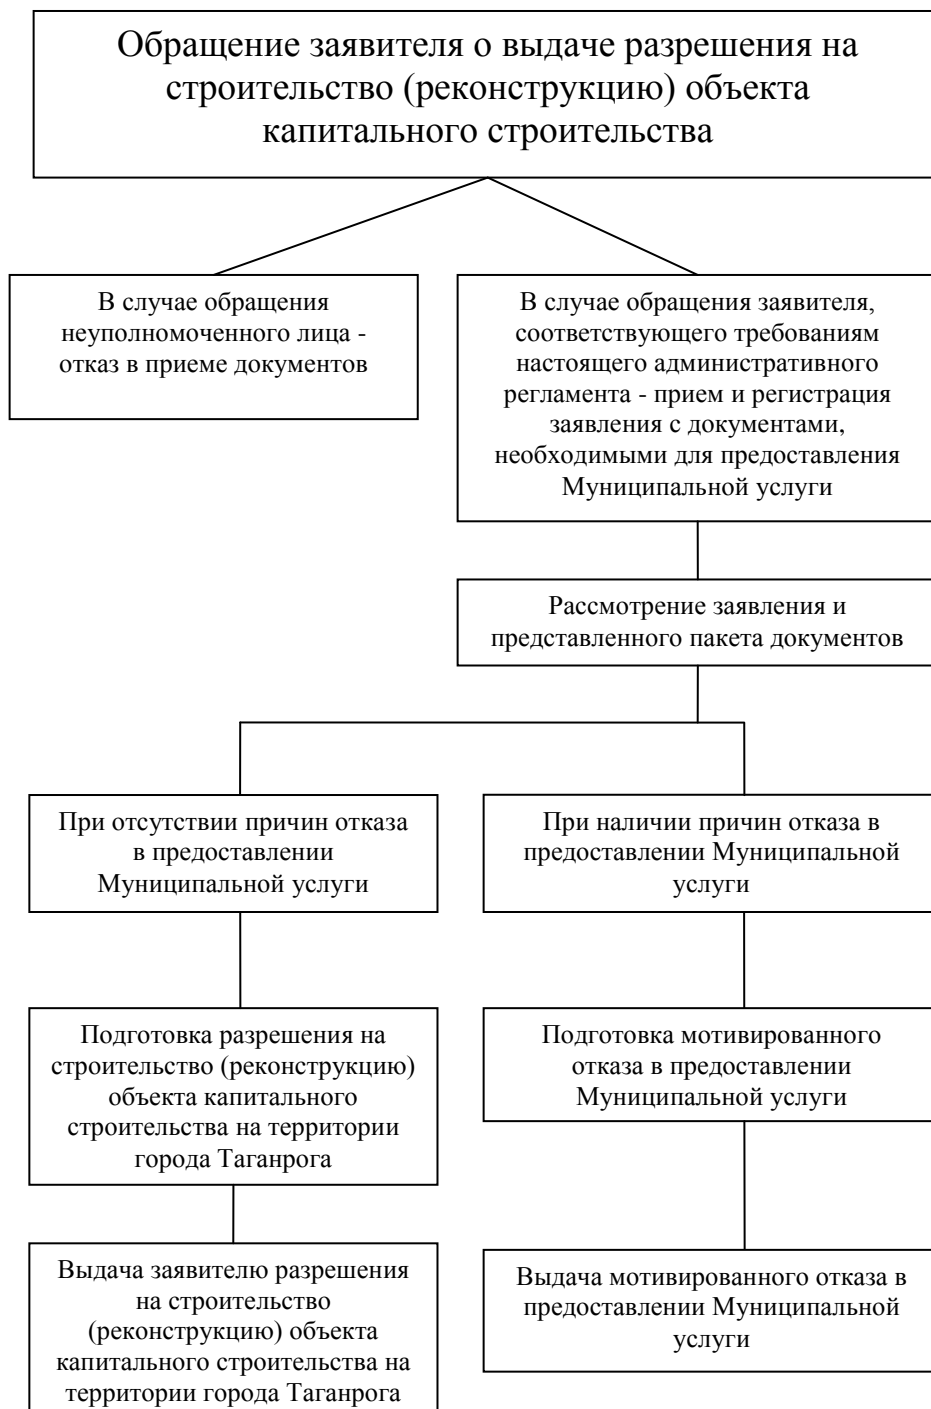 Обращение заявителя о выдаче разрешения на
строительство (реконструкцию) объекта
капитального строительства
В случае обращения
неуполномоченного лица -
отказ в приеме документов
В случае обращения заявителя,
соответствующего требованиям
настоящего административного
регламента - прием и регистрация
заявления с документами,
необходимыми для предоставления
Муниципальной услуги
Рассмотрение заявления и
представленного пакета документов
При отсутствии причин отказа
в предоставлении
Муниципальной услуги
При наличии причин отказа в
предоставлении Муниципальной
услуги
Подготовка разрешения на
строительство (реконструкцию)
объекта капитального
строительства на территории
города Таганрога
Подготовка мотивированного
отказа в предоставлении
Муниципальной услуги
Выдача заявителю разрешения
на строительство
(реконструкцию) объекта
капитального строительства на
территории города Таганрога
Выдача мотивированного отказа в
предоставлении Муниципальной
услуги